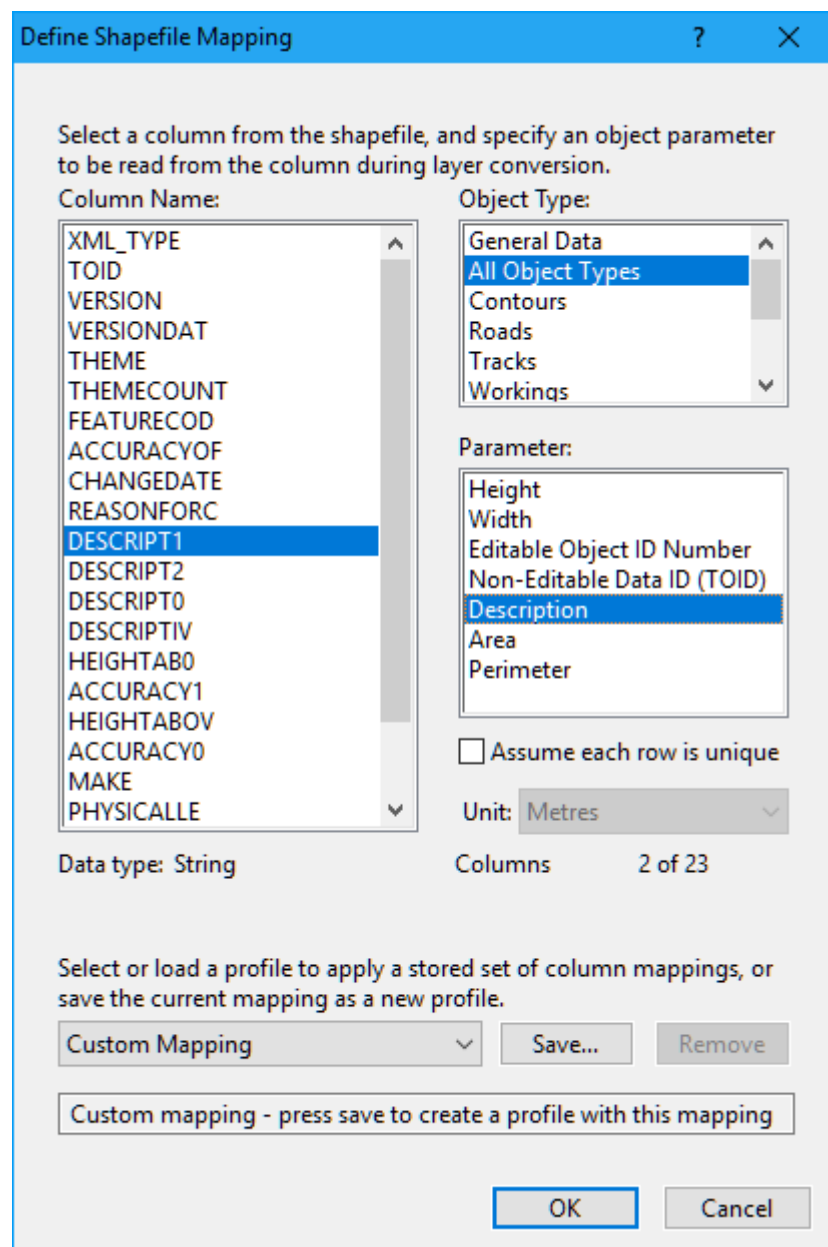 Define Shapefile Mapping
?
Select a column from the shapefile, and specify an object parameter
to be read from the column during layer conversion.
Column Name:
XML_TYPE
TOID
VERSION
VERSIONDAT
THEME
THEMECOUNT
FEATURECOD
ACCURACYOF
CHANGEDATE
REASONFORC
DESCRIPT1
DESCRIPT2
DESCRIPT0
DESCRIPTIV
HEIGHTAB0
ACCURACY1
HEIGHTABOV
ACCURACY0
MAKE
PHYSICALLE
Data type: String
Object Type:
General Data
All Object Types
Contours
Roads
Tracks
Workings
Parameter:
Height
Width
Editable Object ID Number
Non-Editable Data ID (TOID)
Description
Area
Perimeter
Assume each row is unique
Unit: Metres
Columns 2 of 23
Select or load a profile to apply a stored set of column mappings, or
save the current mapping as a new profile.
Custom Mapping
Save...
Remove
Custom mapping - press save to create a profile with this mapping
OK
Cancel